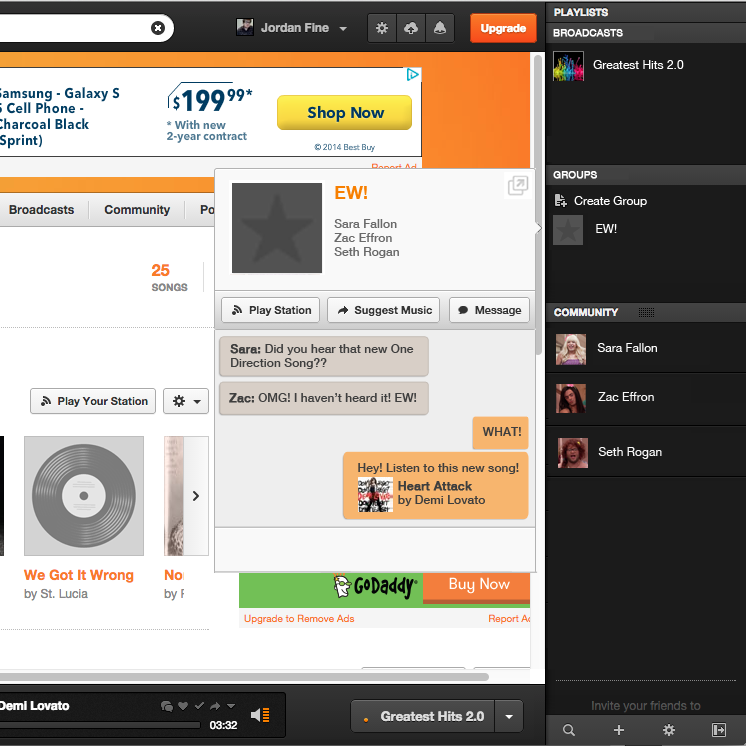 Jordan Fine
Upgrade
PLAYLISTS
BROADCASTS
Greatest Hits 2.0
Samsung - Galaxy S
5 Cell Phone -
Charcoal Black
(Sprint)
$199.99*
* With new
2-year contract
Shop Now
© 2014 Best Buy
Report Ad
Broadcasts
Community
Po
25
SONGS
EW!
Sara Fallon
Zac Effron
Seth Rogan
Play Station
Suggest Music
Message
Sara: Did you hear that new One
Direction Song??
Zac: OMG! I haven't heard it! EW!
WHAT!
Hey! Listen to this new song!
Heart Attack
by Demi Lovato
GROUPS
Create Group
EW!
COMMUNITY
Sara Fallon
Zac Effron
Seth Rogan
Play Your Station
We Got It Wrong
by St. Lucia
No
by
GoDaddy
Buy Now
Upgrade to Remove Ads
Report Ad
Demi Lovato
03:32
Greatest Hits 2.0
Invite your friends to